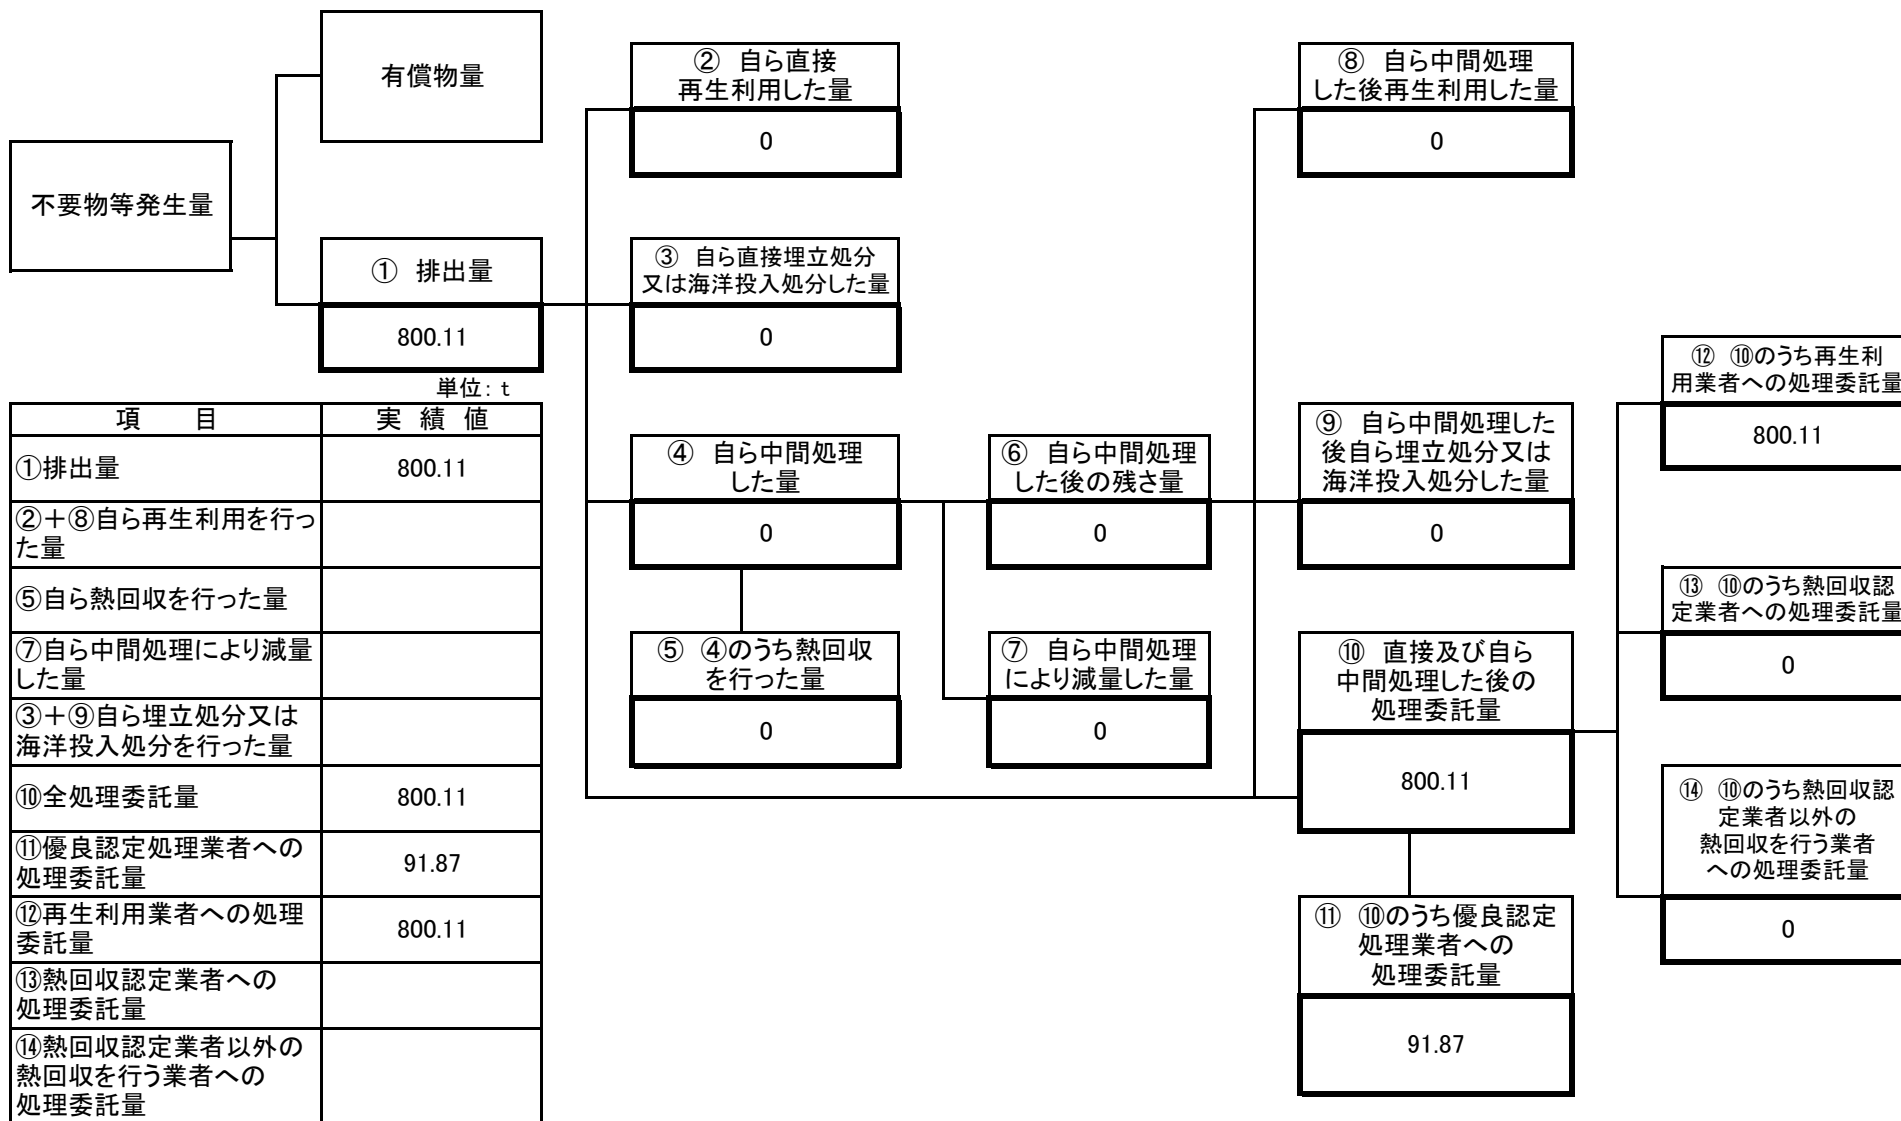 有償物量
不要物等発生量
① 排出量
800.11
② 自ら直接
再生利用した量
0
③ 自ら直接埋立処分
又は海洋投入処分した量
0
④ 自ら中間処理
した量
0
⑤ ④のうち熱回収
を行った量
0
⑥ 自ら中間処理
した後の残さ量
0
⑦ 自ら中間処理
により減量した量
0
⑧ 自ら中間処理
した後再生利用した量
0
⑨ 自ら中間処理した
後自ら埋立処分又は
海洋投入処分した量
0
⑩ 直接及び自ら
中間処理した後の
処理委託量
800.11
⑪ ⑩のうち優良認定
処理業者への
処理委託量
91.87
⑫ ⑩のうち再生利
用業者への処理委託量
800.11
⑬ ⑩のうち熱回収認
定業者への処理委託量
0
⑭ ⑩のうち熱回収認
定業者以外の
熱回収を行う業者
への処理委託量
0
単位:t
項 目 実 績 値
①排出量 800.11
②+⑧自ら再生利用を行っ
た量
⑤自ら熱回収を行った量
⑦自ら中間処理により減量
した量
③+⑨自ら埋立処分又は
海洋投入処分を行った量
⑩全処理委託量 800.11
⑪優良認定処理業者への
処理委託量 91.87
⑫再生利用業者への処理
委託量 800.11
⑬熱回収認定業者への
処理委託量
⑭熱回収認定業者以外の
熱回収を行う業者への
処理委託量